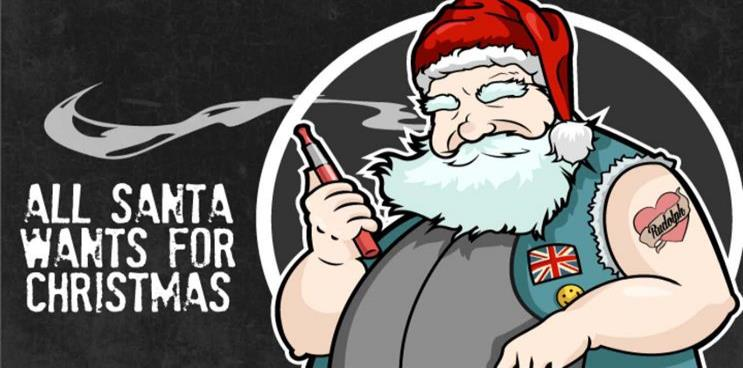 ALL SANTA
WANTS FOR
CHRISTMAS
Rudolph